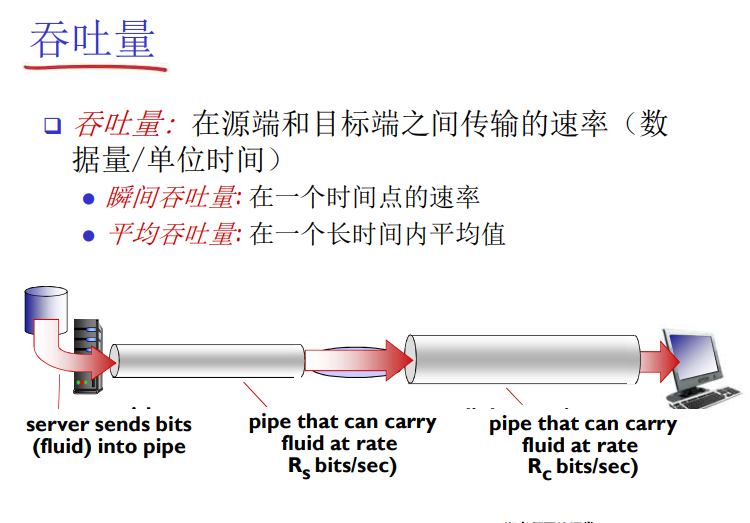 吞吐量
吞吐量：在源端和目标端之间传输的速率（数
据量/单位时间）
瞬间吞吐量: 在一个时间点的速率
平均吞吐量: 在一个长时间内平均值
server sends bits
(fluid) into pipe
pipe that can carry
fluid at rate
Rs bits/sec)
pipe that can carry
fluid at rate
Rc bits/sec)